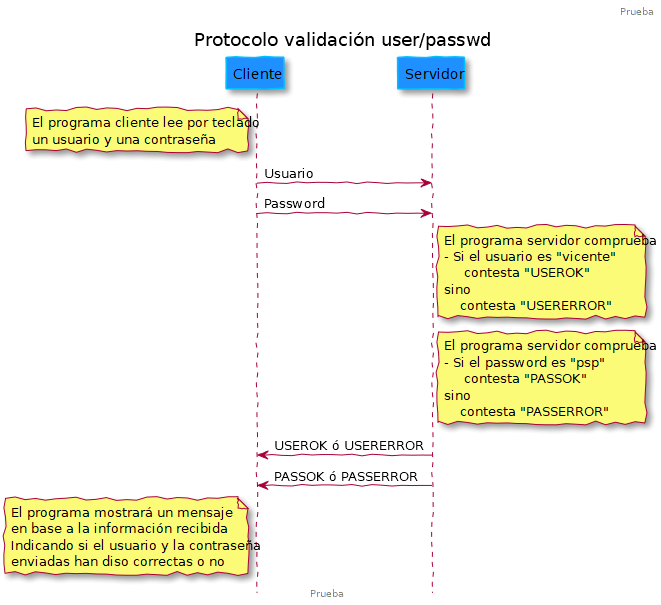 Prueba
Protocolo validación user/passwd
Cliente
Servidor
El programa cliente lee por teclado
un usuario y una contraseña
Usuario
Password
El programa servidor comprueba
- Si el usuario es "vicente"
contesta "USEROK"
sino
contesta "USERERROR"
El programa servidor comprueba
- Si el password es "psp"
contesta "PASSOK"
sino
contesta "PASSERROR"
USEROK ó USERERROR
PASSOK ó PASSERROR
El programa mostrará un mensaje
en base a la información recibida
Indicando si el usuario y la contraseña
enviadas han diso correctas o no
Prueba